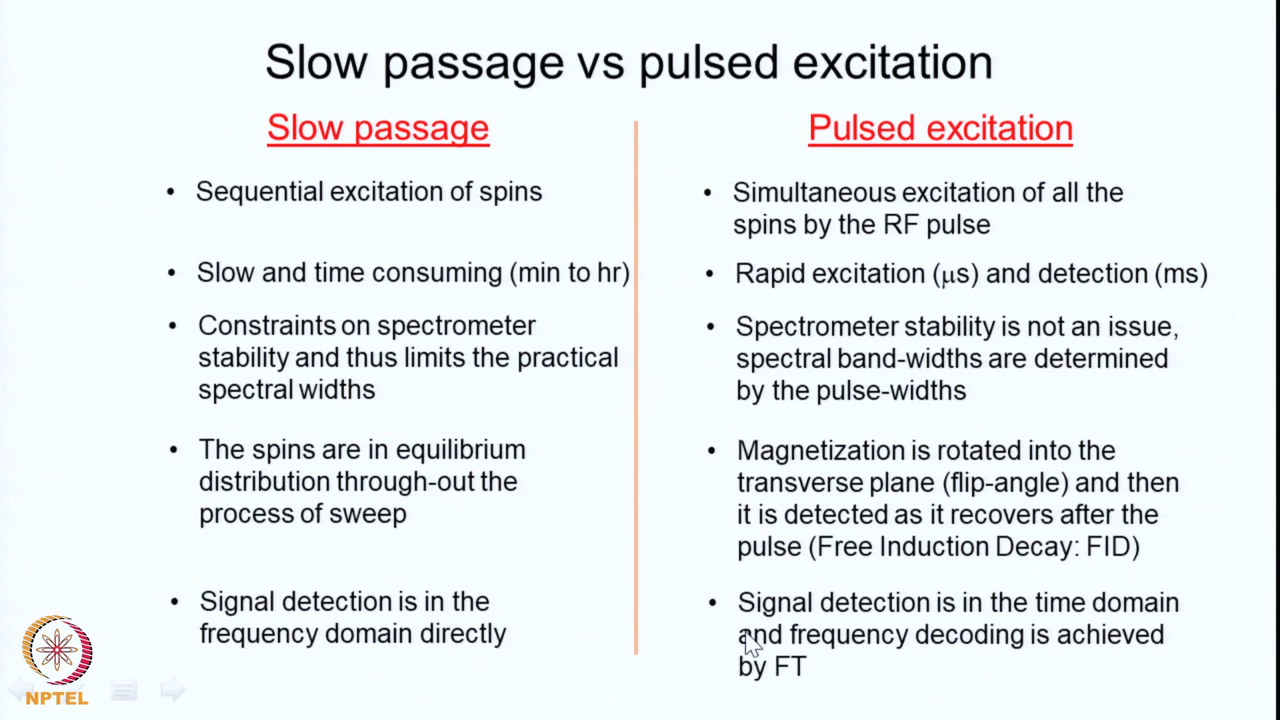 Slow passage vs pulsed excitation
Slow passage
• Sequential excitation of spins
• Slow and time consuming (min to hr)
• Constraints on spectrometer
stability and thus limits the practical
spectral widths
• The spins are in equilibrium
distribution through-out the
process of sweep
• Signal detection is in the
frequency domain directly
Pulsed excitation
• Simultaneous excitation of all the
spins by the RF pulse
• Rapid excitation (μs) and detection (ms)
• Spectrometer stability is not an issue,
spectral band-widths are determined
by the pulse-widths
• Magnetization is rotated into the
transverse plane (flip-angle) and then
it is detected as it recovers after the
pulse (Free Induction Decay: FID)
• Signal detection is in the time domain
and frequency decoding is achieved
by FT
NPTEL